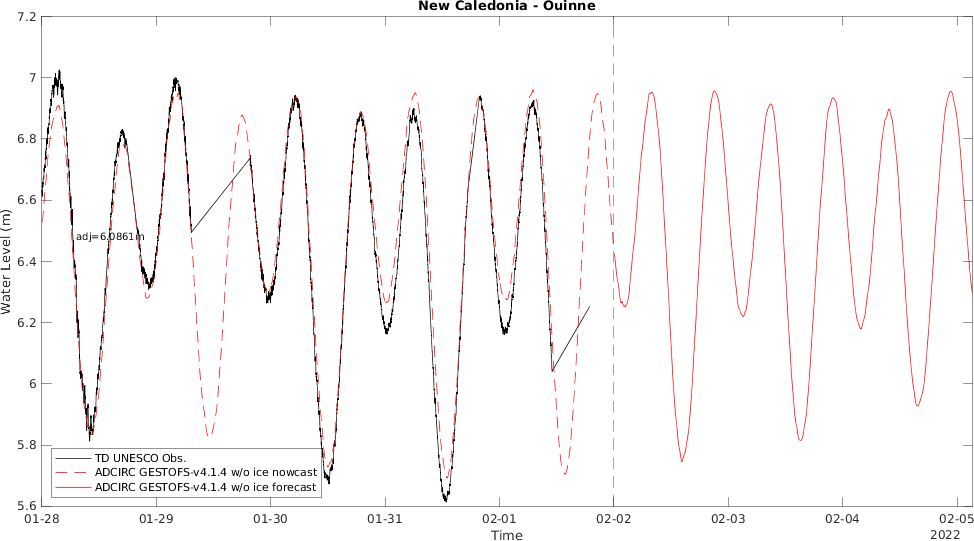 New Caledonia - Ouinne
7.2
7
6.8
6.6
6.4
6.2
6
5.8
5.6
Water Level (m)
adj=6.0861m
TD UNESCO Obs.
ADCIRC GESTOFS-v4.1.4 w/o ice nowcast
ADCIRC GESTOFS-v4.1.4 w/o ice forecast
01-28 01-29 01-30 01-31 02-01 02-02 02-03 02-04 02-05
Time
2022